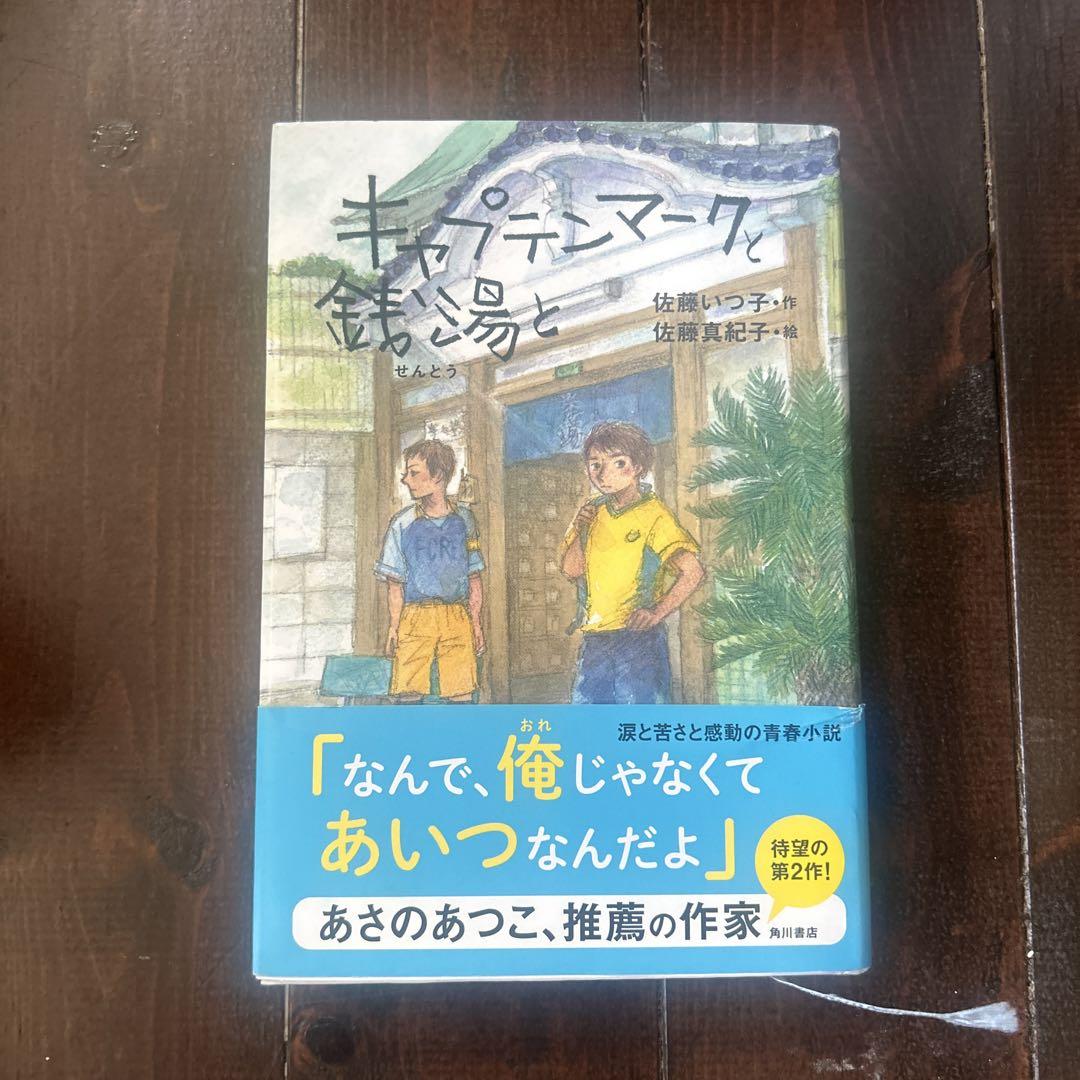 キャプテンマークと
銭湯と
せんとう
佐藤いつ子・作
佐藤真紀子・絵
FCRE
涙と苦さと感動の青春小説
おれ
「なんで、俺じゃなくて
あいつなんだよ」
待望の
第2作!
あさのあつこ、推薦の作家
角川書店